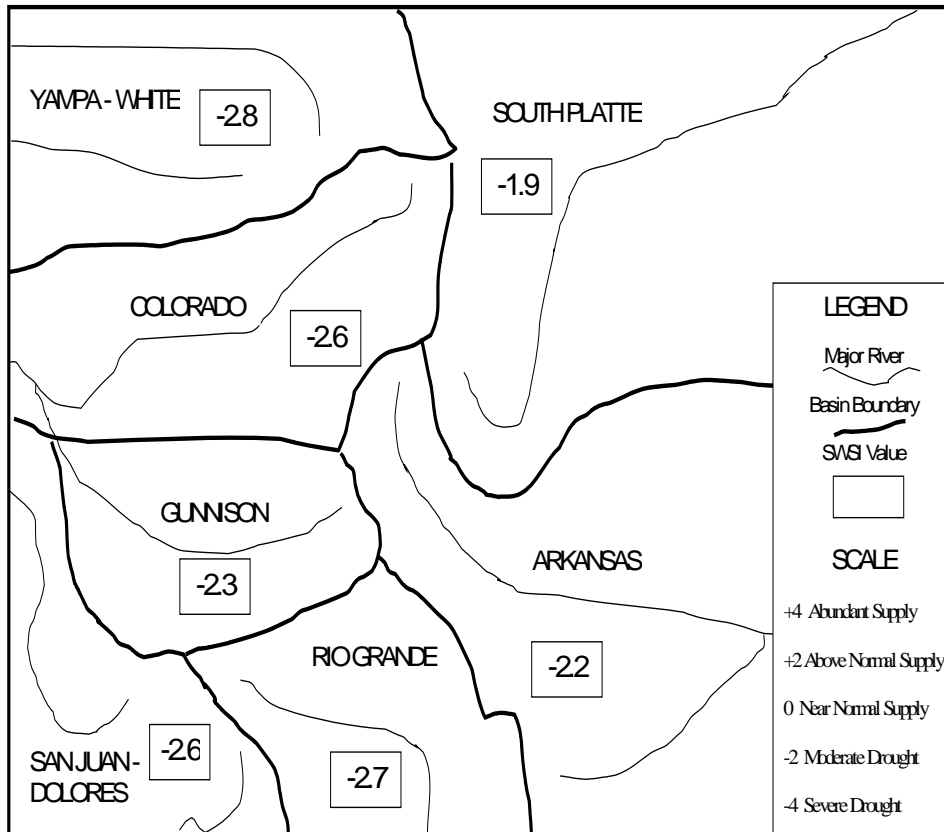 YAMPA - WHITE
-2.8
SOUTH PLATTE
-1.9
COLORADO
-2.6
GUNNISON
-2.3
ARKANSAS
-2.2
RIO GRANDE
-2.7
SAN JUAN -
DOLORES
-2.6
LEGEND
Major River
Basin Boundary
SWSI Value
SCALE
+4 Abundant Supply
+2 Above Normal Supply
0 Near Normal Supply
-2 Moderate Drought
-4 Severe Drought